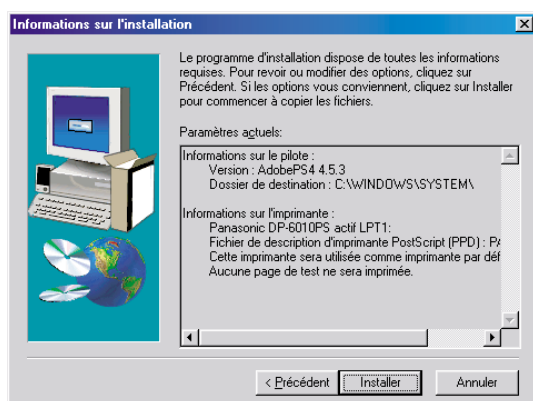 Informations sur l'installation
Le programme d'installation dispose de toutes les informations
requises. Pour revoir ou modifier des options, cliquez sur
Précédent. Si les options vous conviennent, cliquez sur Installer
pour commencer à copier les fichiers.
Paramètres actuels:
Informations sur le pilote :
Version : AdobePS4 4.5.3
Dossier de destination : C:\WINDOWS\SYSTEM\
Informations sur l'imprimante :
Panasonic DP-6010PS actif LPT1:
Fichier de description d'imprimante PostScript (PPD) : PA
Cette imprimante sera utilisée comme imprimante par déf
Aucune page de test ne sera imprimée.
< Précédent Installer Annuler